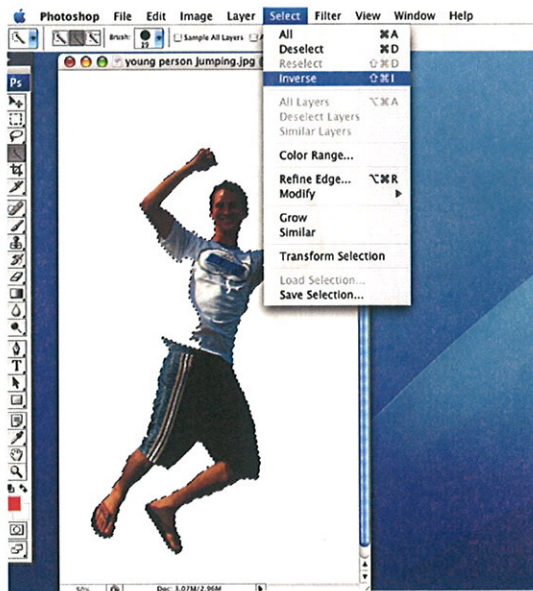 Photoshop File Edit Image Layer Select Filter View Window Help
Brush: 19 Sample All Layers
young person jumping.jpg
Ps
All ⌘A
Deselect ⌘D
Reselect ⇧⌘D
Inverse ⇧⌘I
All Layers ⌥⌘A
Deselect Layers
Similar Layers
Color Range...
Refine Edge... ⌥⌘R
Modify
Grow
Similar
Transform Selection
Load Selection...
Save Selection...
T
50% Doc: 3.07M/2.96M